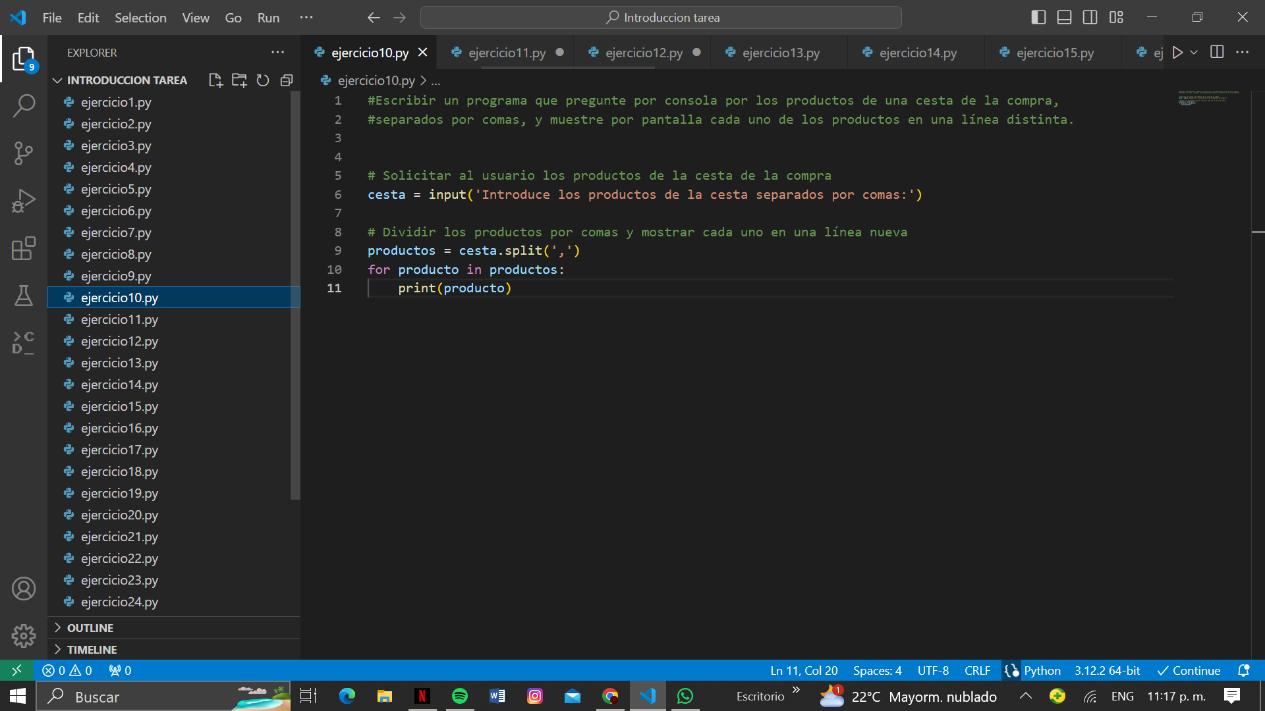 File Edit Selection View Go Run ··· Introduccion tarea
EXPLORER ···
INTRODUCCION TAREA
ejercicio1.py
ejercicio2.py
ejercicio3.py
ejercicio4.py
ejercicio5.py
ejercicio6.py
ejercicio7.py
ejercicio8.py
ejercicio9.py
ejercicio10.py
ejercicio11.py
ejercicio12.py
ejercicio13.py
ejercicio14.py
ejercicio15.py
ejercicio16.py
ejercicio17.py
ejercicio18.py
ejercicio19.py
ejercicio20.py
ejercicio21.py
ejercicio22.py
ejercicio23.py
ejercicio24.py
OUTLINE
TIMELINE
9
ejercicio10.py ejercicio11.py ejercicio12.py ejercicio13.py ejercicio14.py ejercicio15.py ej
ejercicio10.py > ...
1 #Escribir un programa que pregunte por consola por los productos de una cesta de la compra,
2 #separados por comas, y muestre por pantalla cada uno de los productos en una línea distinta.
3
4
5 # Solicitar al usuario los productos de la cesta de la compra
6 cesta = input('Introduce los productos de la cesta separados por comas:')
7
8 # Dividir los productos por comas y mostrar cada uno en una línea nueva
9 productos = cesta.split(',')
10 for producto in productos:
11 print(producto)
0 0 0 Ln 11, Col 20 Spaces: 4 UTF-8 CRLF Python 3.12.2 64-bit Continue
Buscar Escritorio 1 22°C Mayorm. nublado ENG 11:17 p. m.